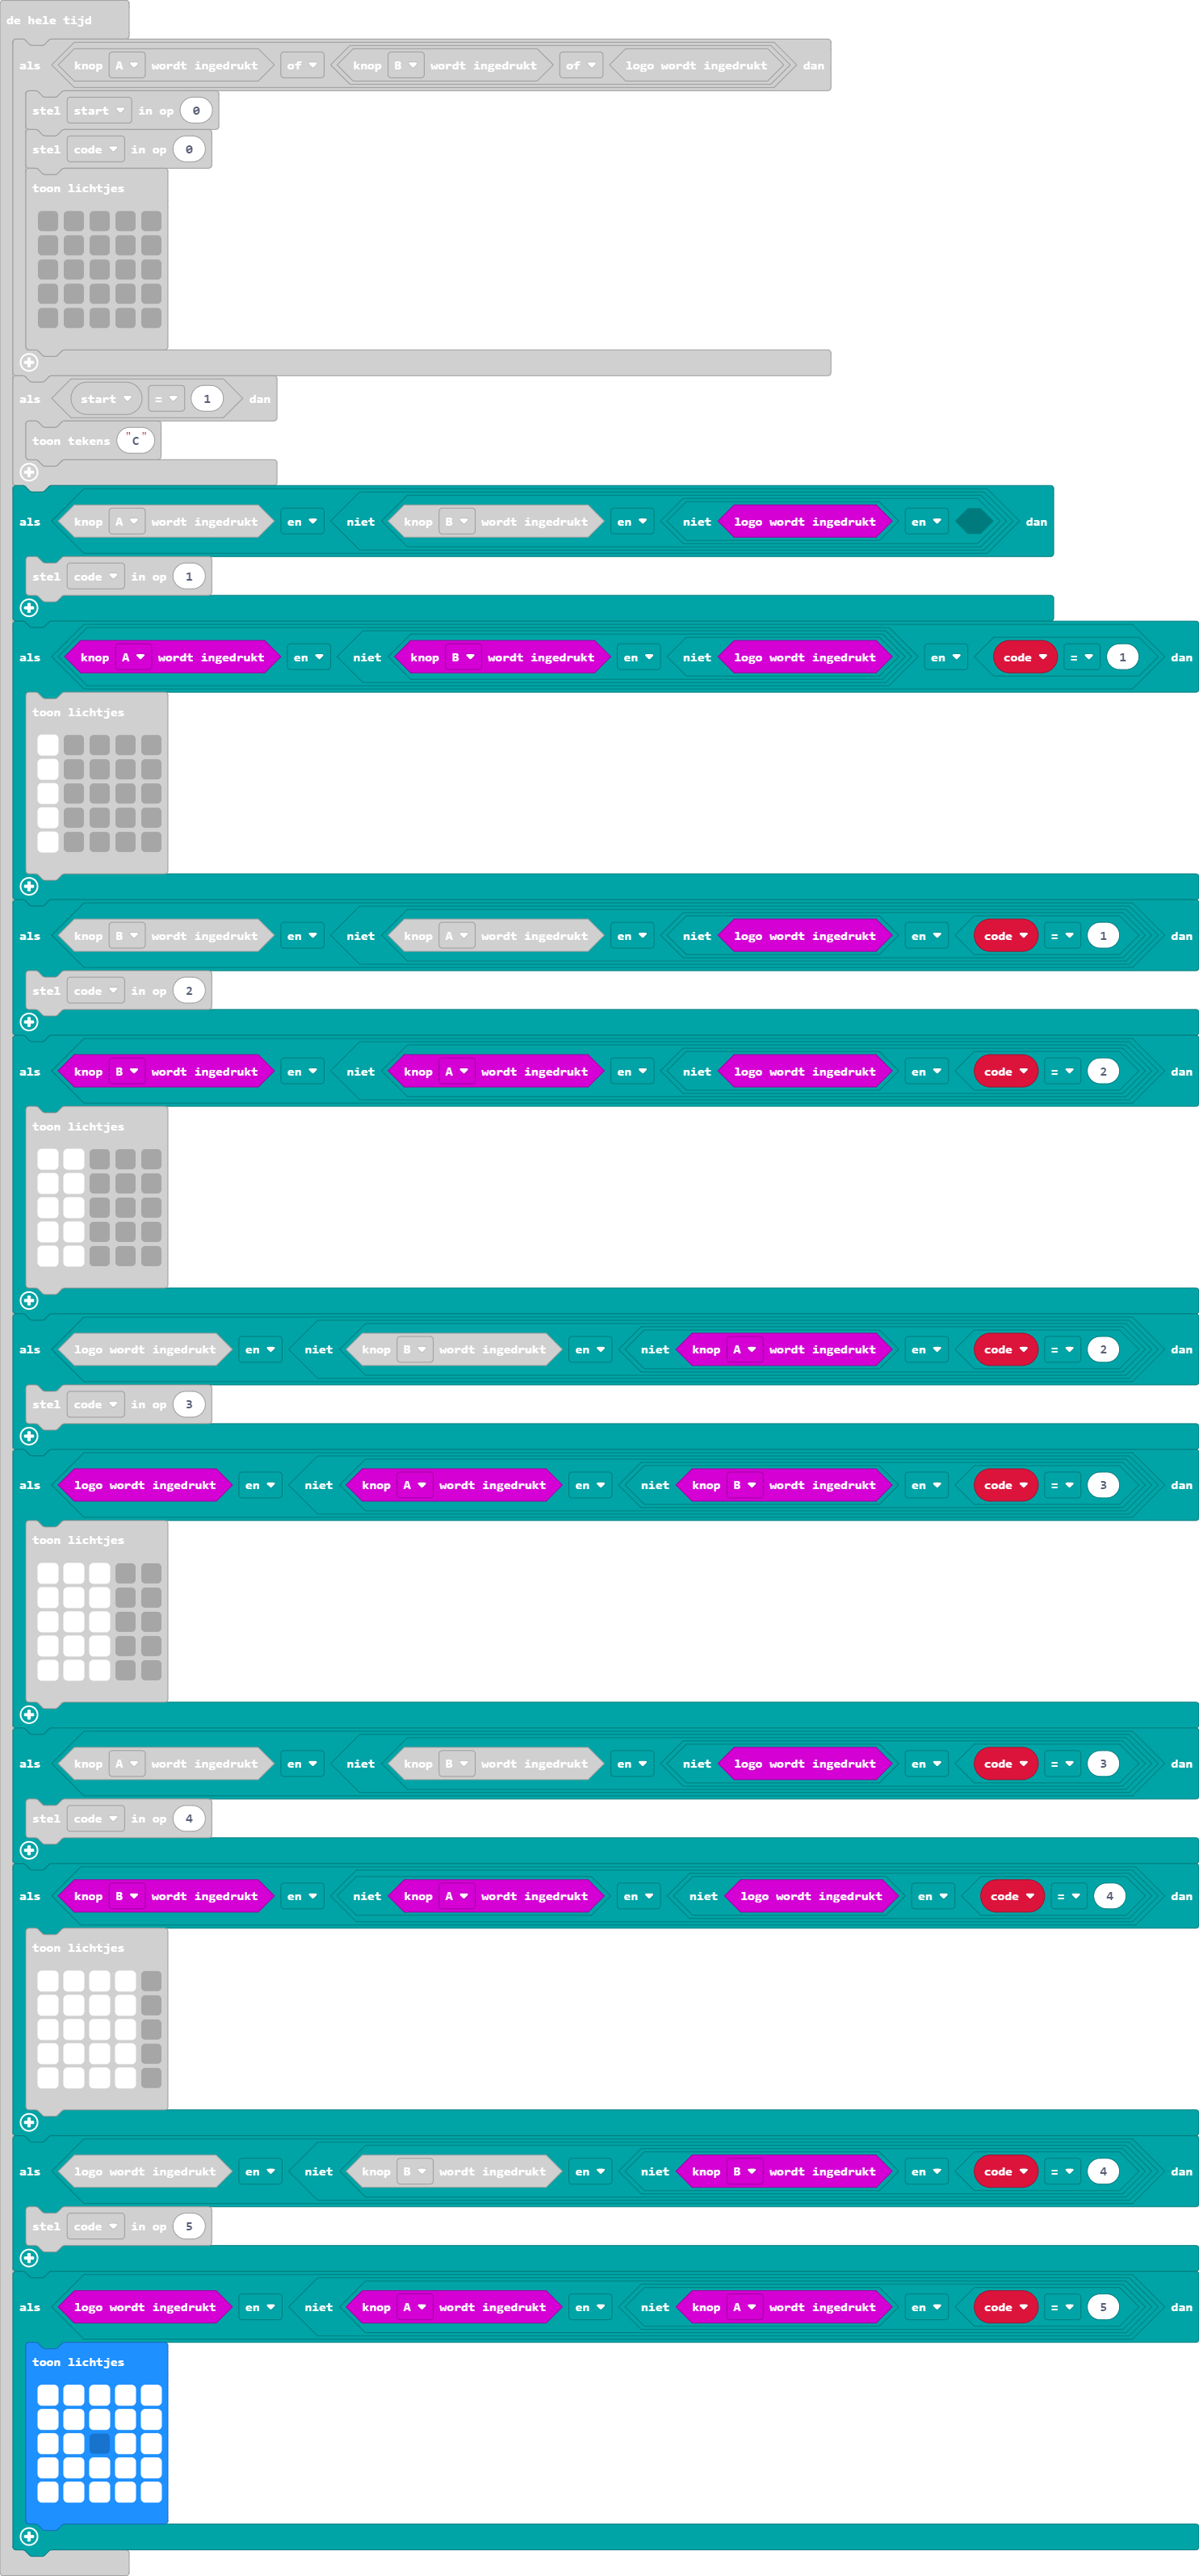 de hele tijd
als knop A wordt ingedrukt of knop B wordt ingedrukt of logo wordt ingedrukt dan
stel start in op 0
stel code in op 0
toon lichtjes
als start = 1 dan
toon tekens "C"
als knop A wordt ingedrukt en niet knop B wordt ingedrukt en niet logo wordt ingedrukt en dan
stel code in op 1
als knop A wordt ingedrukt en niet knop B wordt ingedrukt en niet logo wordt ingedrukt en code = 1 dan
toon lichtjes
als knop B wordt ingedrukt en niet knop A wordt ingedrukt en niet logo wordt ingedrukt en code = 1 dan
stel code in op 2
als knop B wordt ingedrukt en niet knop A wordt ingedrukt en niet logo wordt ingedrukt en code = 2 dan
toon lichtjes
als logo wordt ingedrukt en niet knop B wordt ingedrukt en niet knop A wordt ingedrukt en code = 2 dan
stel code in op 3
als logo wordt ingedrukt en niet knop A wordt ingedrukt en niet knop B wordt ingedrukt en code = 3 dan
toon lichtjes
als knop A wordt ingedrukt en niet knop B wordt ingedrukt en niet logo wordt ingedrukt en code = 3 dan
stel code in op 4
als knop B wordt ingedrukt en niet knop A wordt ingedrukt en niet logo wordt ingedrukt en code = 4 dan
toon lichtjes
als logo wordt ingedrukt en niet knop B wordt ingedrukt en niet knop B wordt ingedrukt en code = 4 dan
stel code in op 5
als logo wordt ingedrukt en niet knop A wordt ingedrukt en niet knop A wordt ingedrukt en code = 5 dan
toon lichtjes